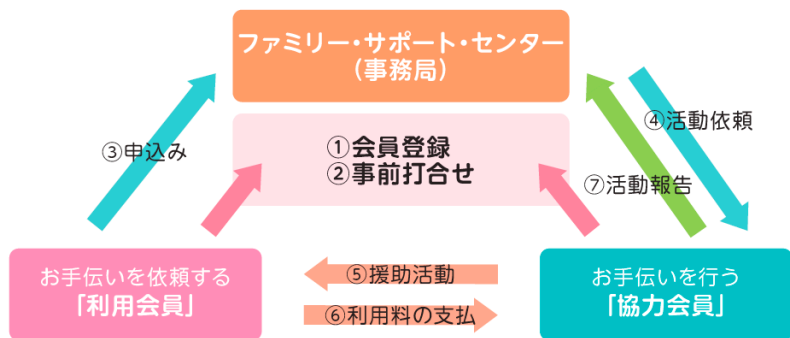 ファミリー・サポート・センター
(事務局)
③申込み
①会員登録
②事前打合せ
④活動依頼
⑦活動報告
お手伝いを依頼する
「利用会員」
⑤援助活動
⑥利用料の支払
お手伝いを行う
「協力会員」